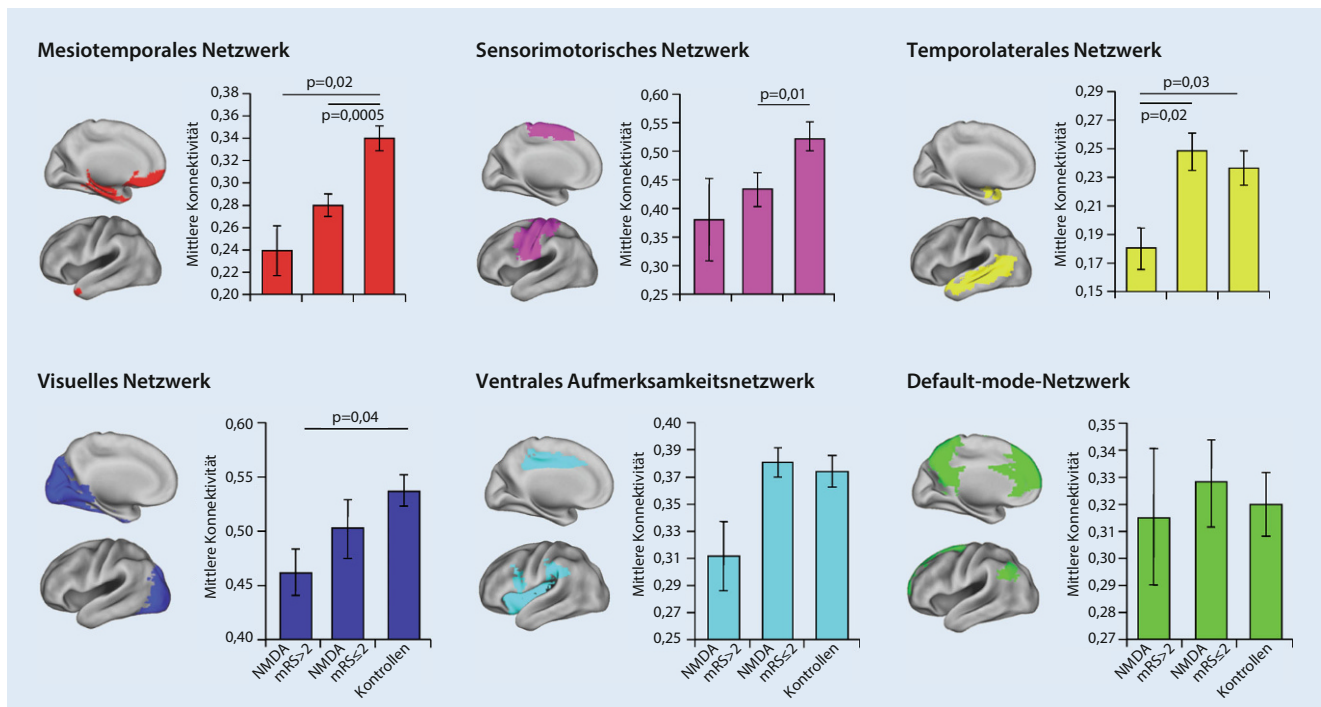 Mesiotemporales Netzwerk
p=0,02
p=0,0005
Mittlere Konnektivität
0,38
0,36
0,34
0,32
0,30
0,28
0,26
0,24
0,22
0,20
Sensorimotorisches Netzwerk
p=0,01
Mittlere Konnektivität
0,60
0,55
0,50
0,45
0,40
0,35
0,30
0,25
Temporolaterales Netzwerk
p=0,03
p=0,02
Mittlere Konnektivität
0,29
0,27
0,25
0,23
0,21
0,19
0,17
0,15
Visuelles Netzwerk
p=0,04
Mittlere Konnektivität
0,60
0,55
0,50
0,45
0,40
NMDA
mRS>2
NMDA
mRS≤2
Kontrollen
Ventrales Aufmerksamkeitsnetzwerk
Mittlere Konnektivität
0,40
0,39
0,37
0,35
0,33
0,31
0,29
0,27
0,25
NMDA
mRS>2
NMDA
mRS≤2
Kontrollen
Default-mode-Netzwerk
Mittlere Konnektivität
0,35
0,34
0,33
0,32
0,31
0,30
0,29
0,28
0,27
NMDA
mRS>2
NMDA
mRS≤2
Kontrollen